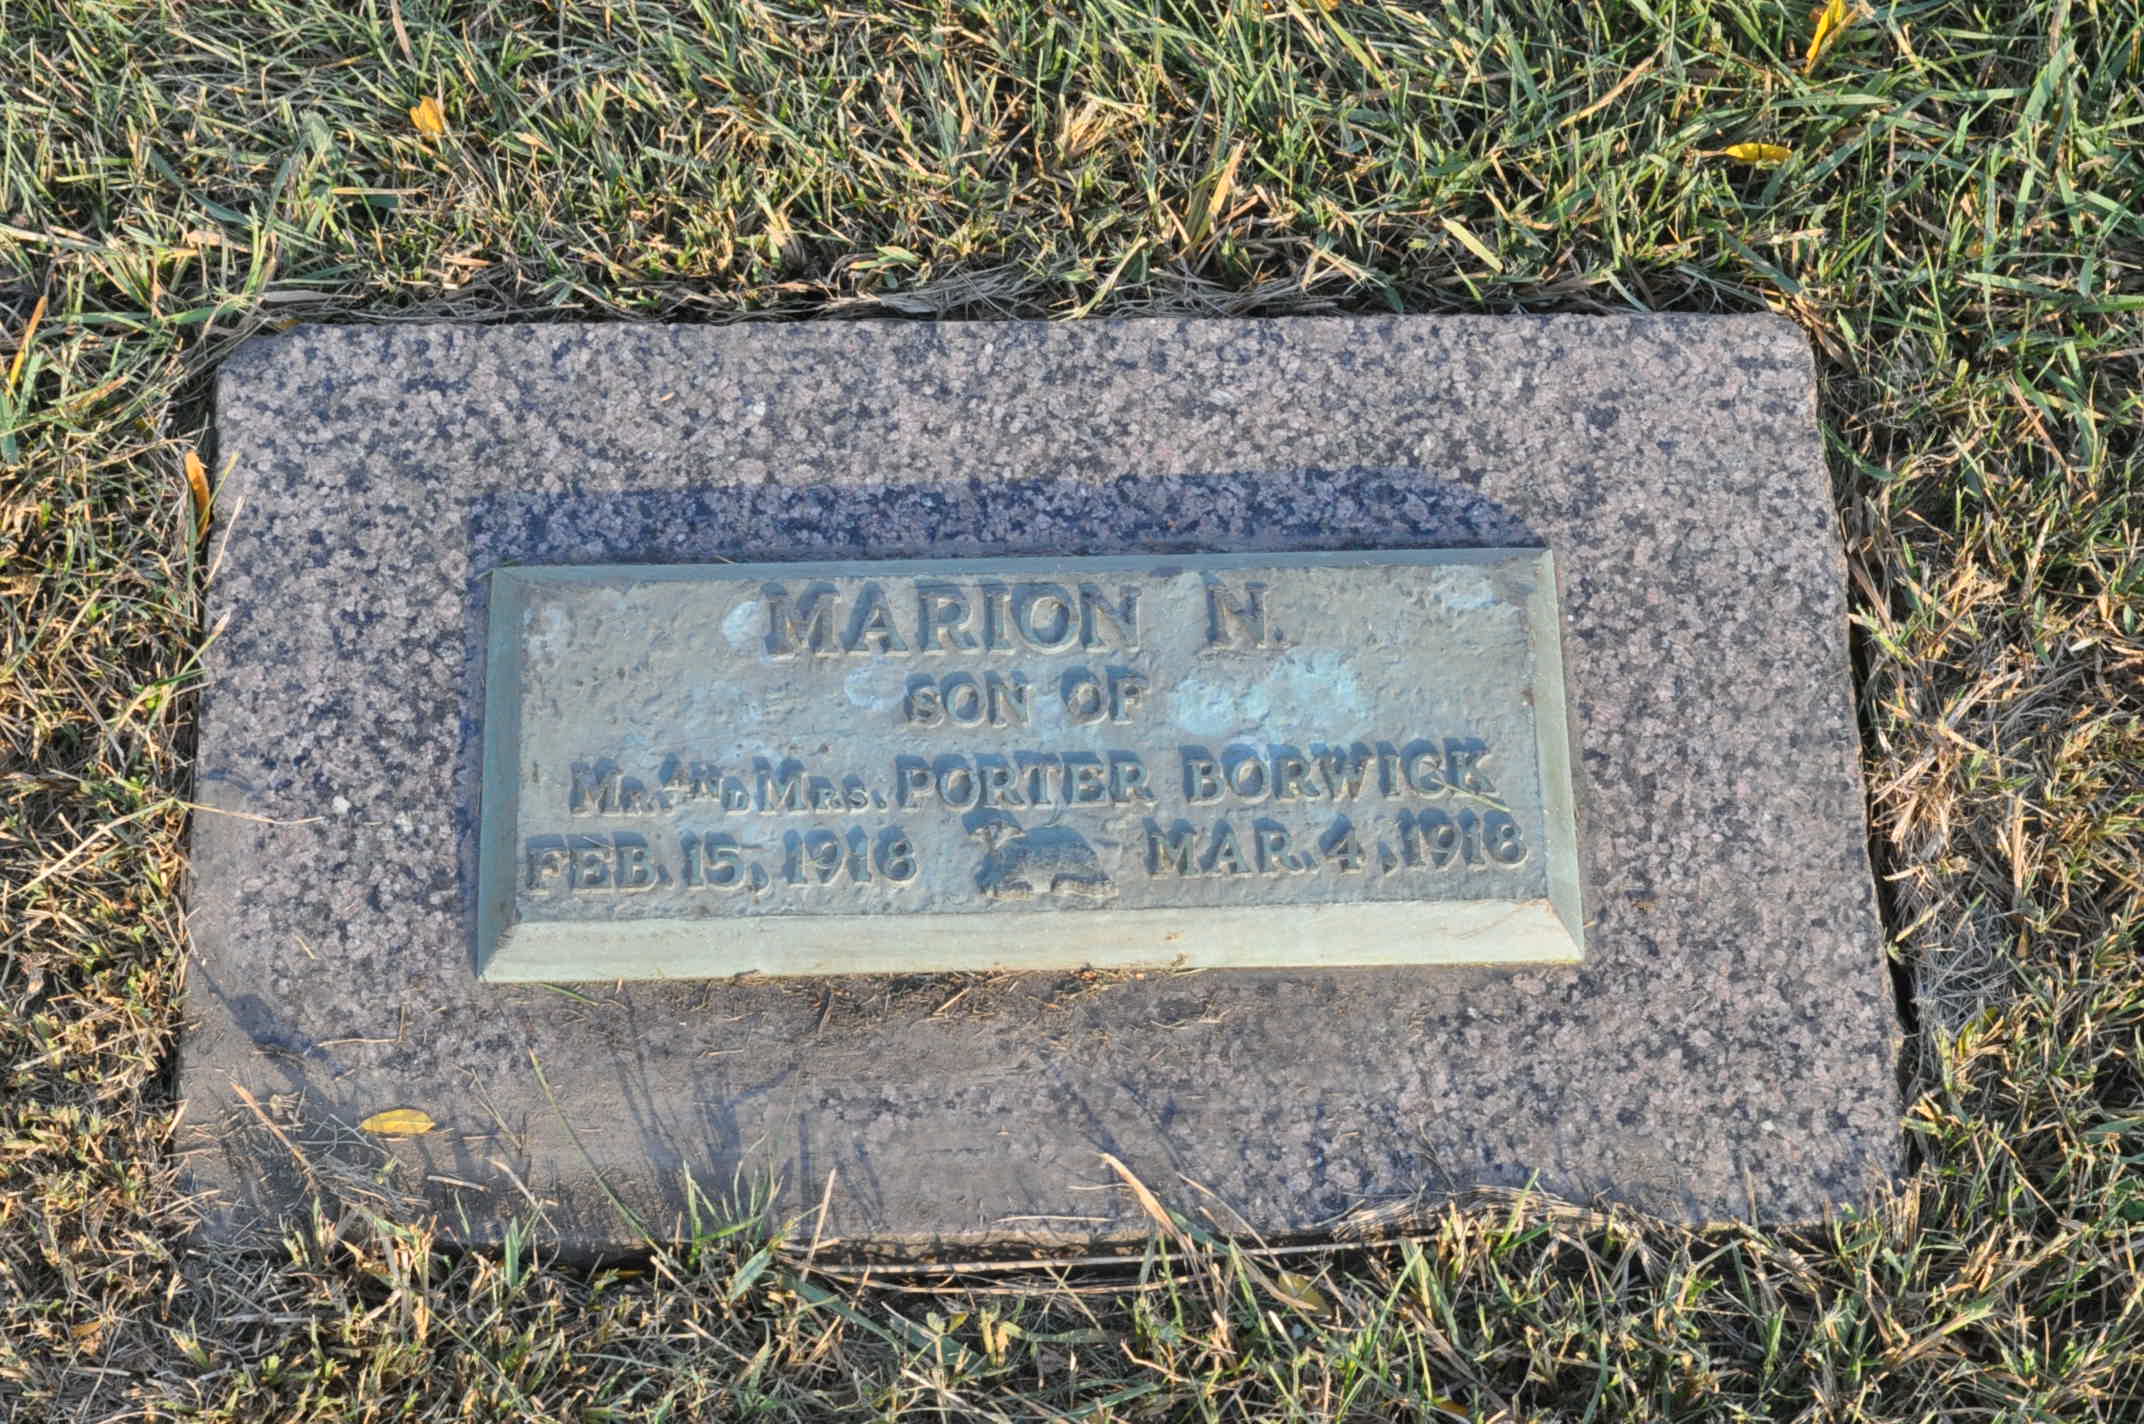 MARION N.
SON OF
MR. AND MRS. PORTER BORWICK
FEB. 15, 1918 MAR. 4, 1918